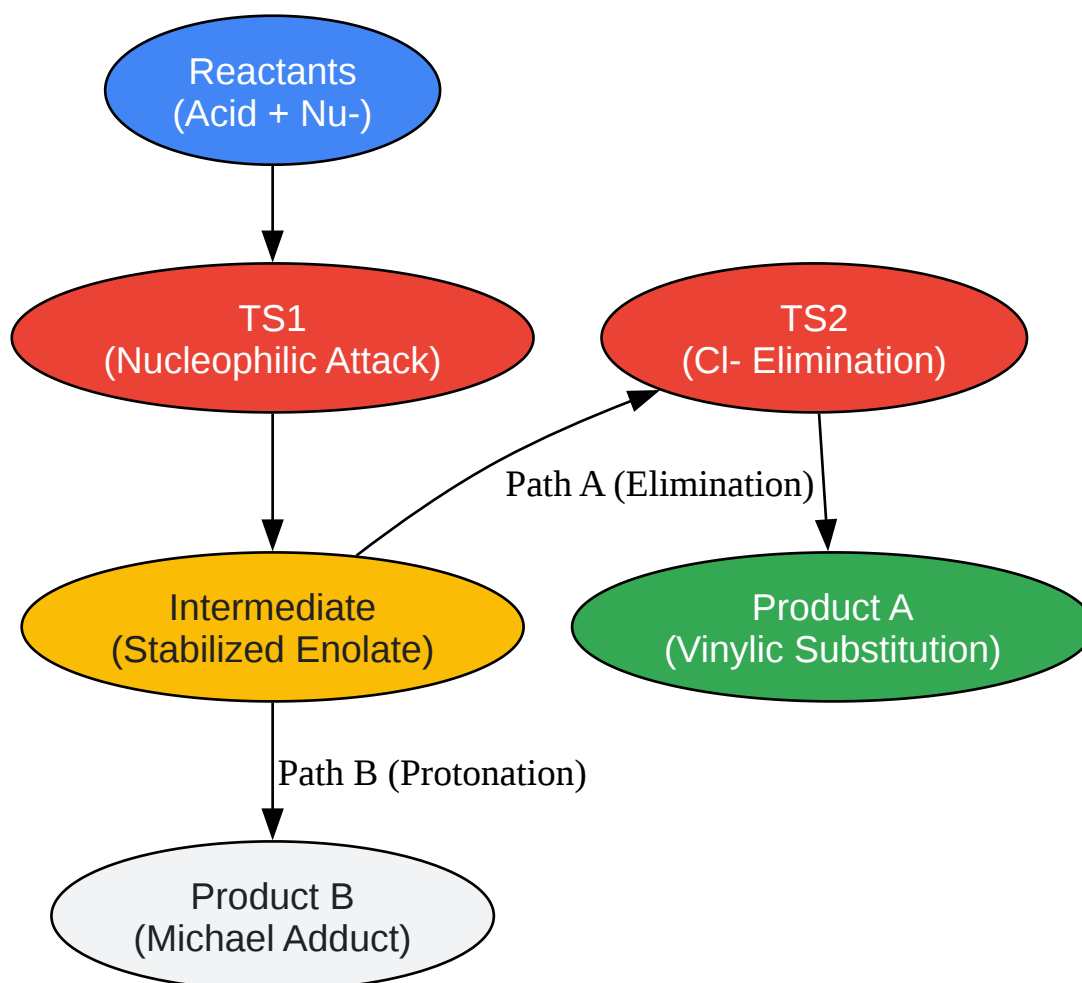 Reactants
(Acid + Nu-)
TS1
(Nucleophilic Attack)
TS2
(Cl- Elimination)
Path A (Elimination)
Intermediate
(Stabilized Enolate)
Product A
(Vinylic Substitution)
Path B (Protonation)
Product B
(Michael Adduct)